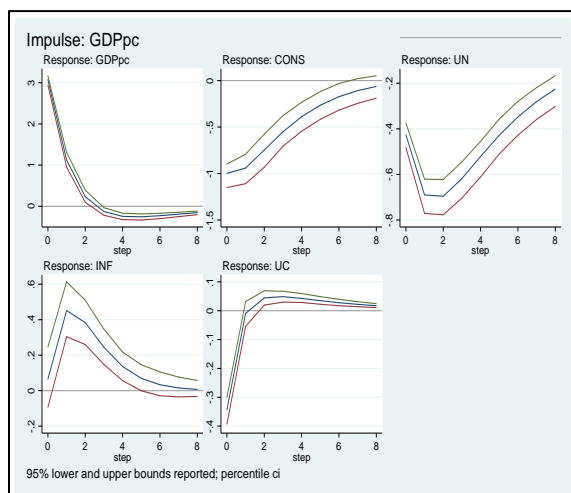 Impulse: GDPpc
Response: GDPpc
3
2
1
0
0 2 4 6 8
step
Response: CONS
0
-.5
-1
-1.5
0 2 4 6 8
step
Response: UN
-.2
-.4
-.6
-.8
0 2 4 6 8
step
Response: INF
.6
.4
.2
0
-.2
0 2 4 6 8
step
Response: UC
.1
0
-.1
-.2
-.3
-.4
0 2 4 6 8
step
95% lower and upper bounds reported; percentile ci